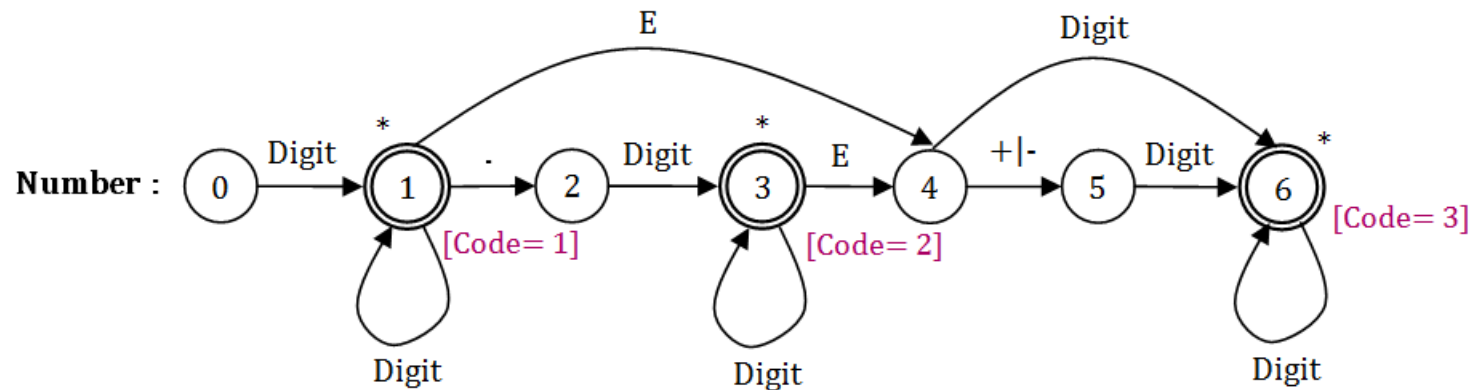 E
Digit
* * *
Digit . Digit E +|- Digit
Number : 0 1 2 3 4 5 6
[Code= 1] [Code= 2] [Code= 3]
Digit Digit Digit